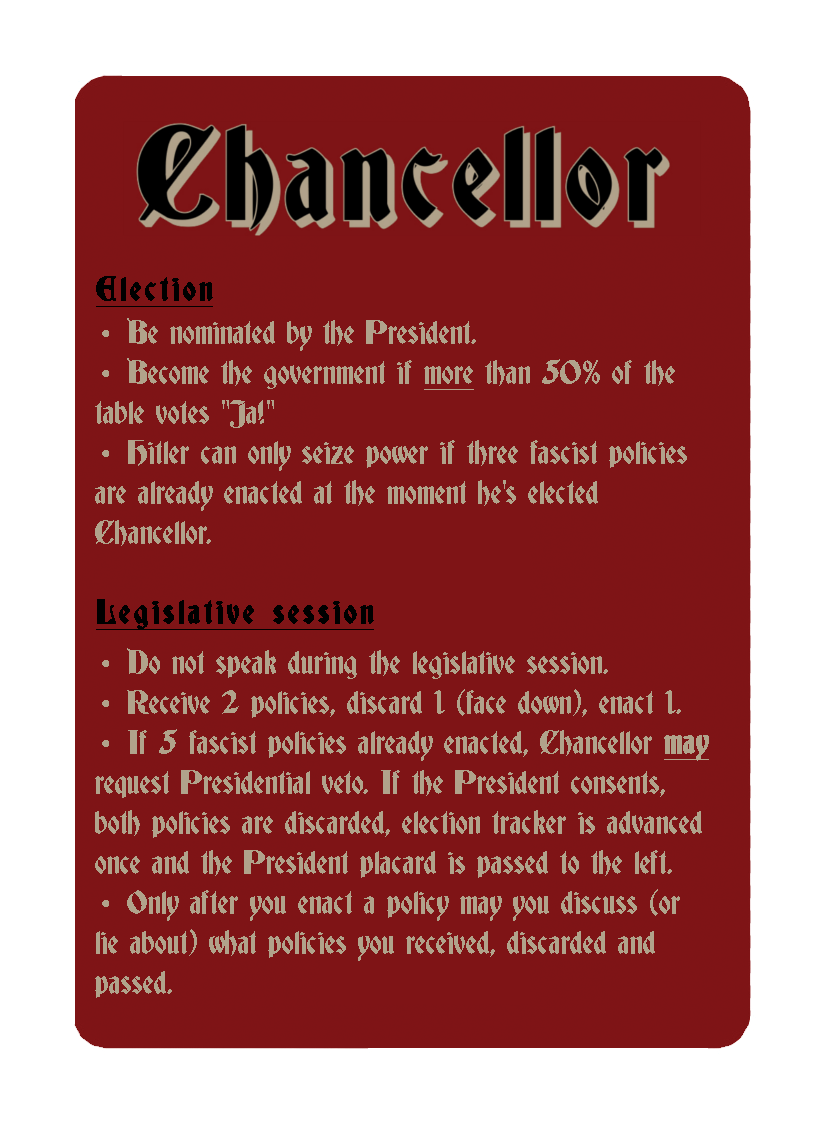 Chancellor
Election
• Be nominated by the President.
• Become the government if more than 50% of the
table votes "Ja!"
• Hitler can only seize power if three fascist policies
are already enacted at the moment he's elected
Chancellor.
Legislative session
• Do not speak during the legislative session.
• Receive 2 policies, discard 1 (face down), enact 1.
• If 5 fascist policies already enacted, Chancellor may
request Presidential veto. If the President consents,
both policies are discarded, election tracker is advanced
once and the President placard is passed to the left.
• Only after you enact a policy may you discuss (or
lie about) what policies you received, discarded and
passed.